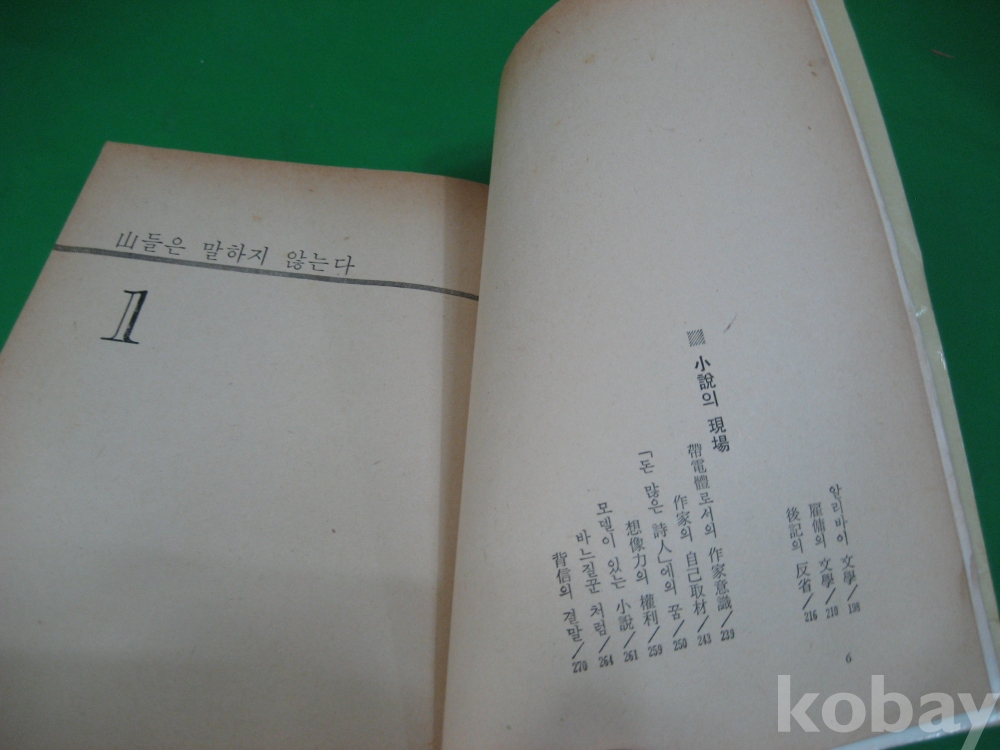 山들은 말하지 않는다
1
알리바이 文學/198
雇傭의 文學/210
後記의 反省/216
▨ 小說의 現場
帶電體로서의 作家意識/239
作家의 自己取材/243
「돈 많은 詩人」에의 꿈/250
想像力의 權利/259
모델이 있는 小說/261
바느질꾼 처럼/264
背信의 결말/270
6
kobay